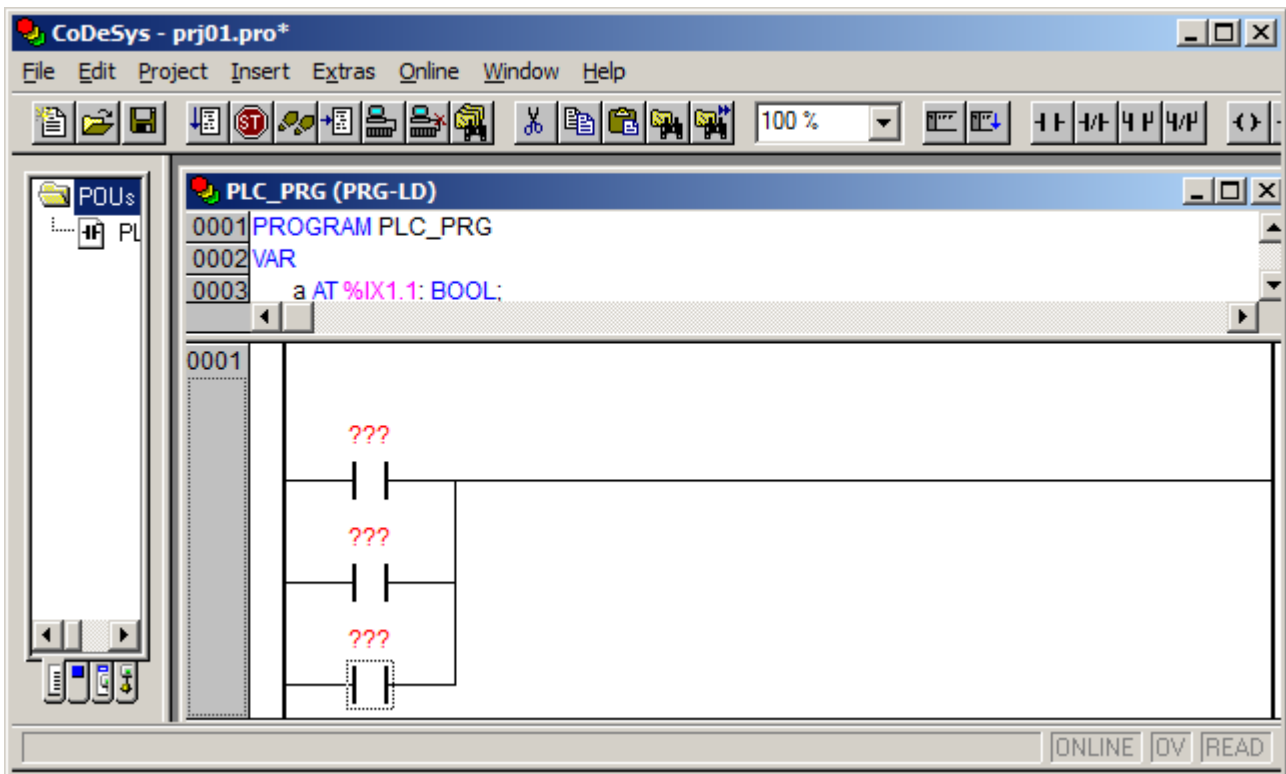 CoDeSys - prj01.pro*
File Edit Project Insert Extras Online Window Help
ST 100 %
POUs
PL
PLC_PRG (PRG-LD)
0001 PROGRAM PLC_PRG
0002 VAR
0003 a AT %IX1.1: BOOL;
0001
???
???
???
ONLINE OV READ